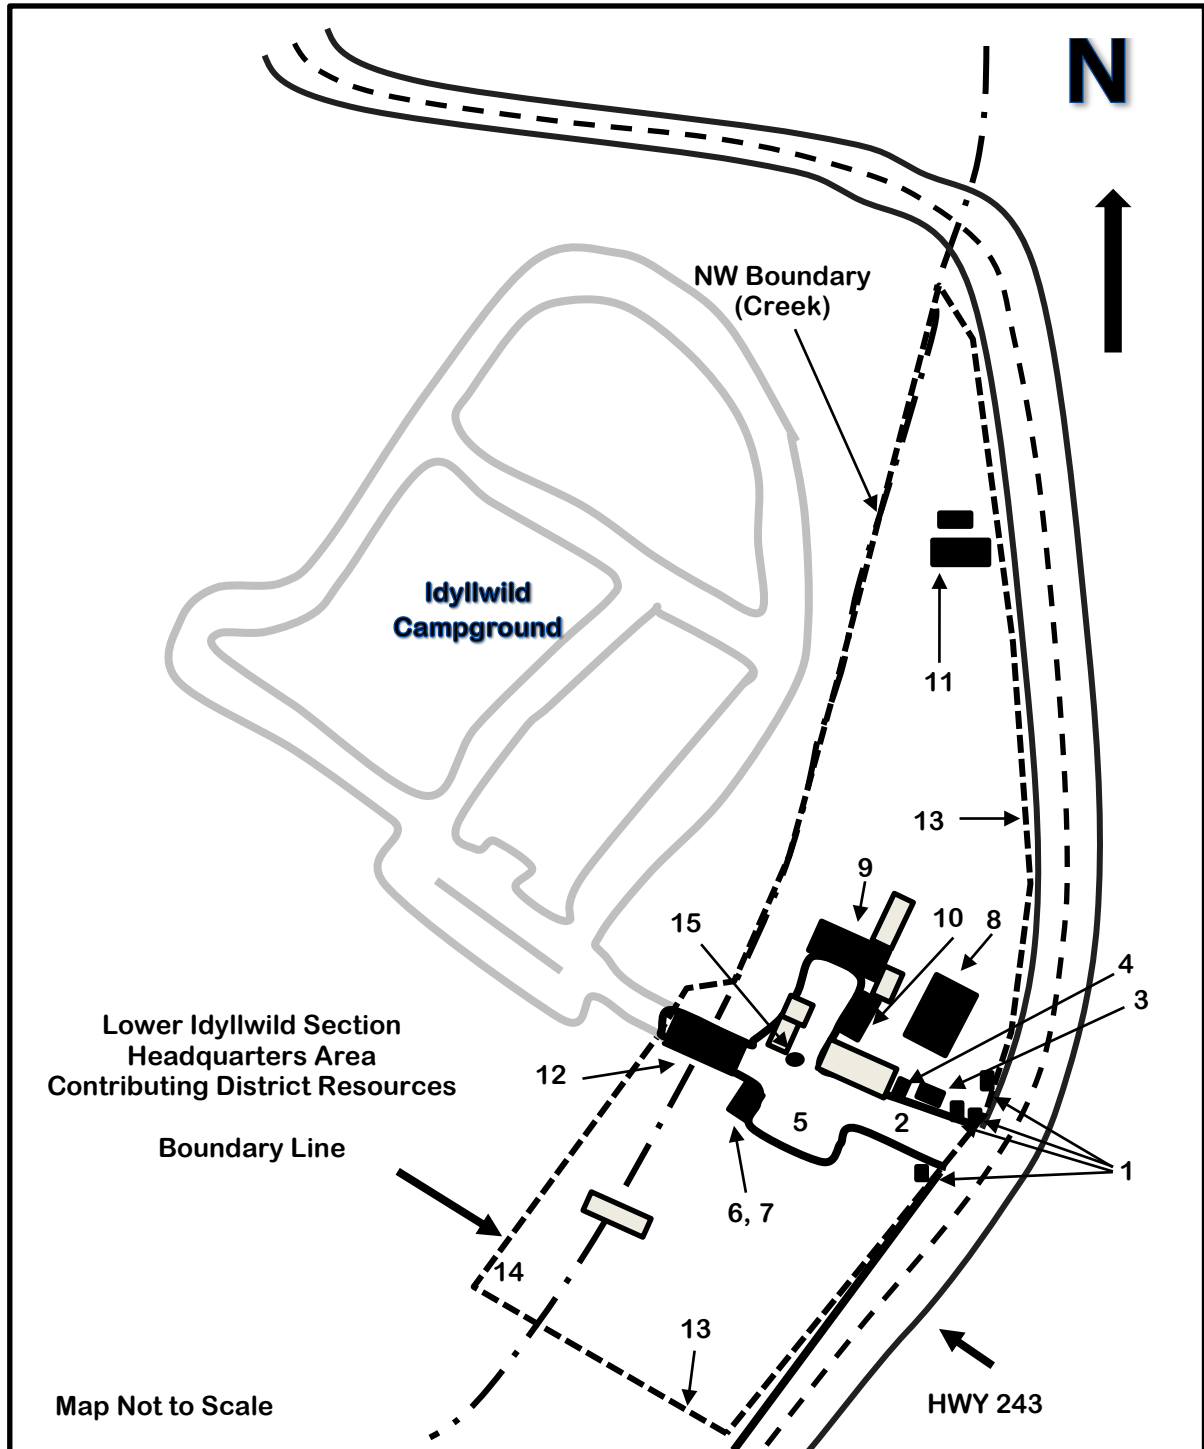 N
NW Boundary
(Creek)
Idyllwild
Campground
11
13
9
10
8
15
4
3
Lower Idyllwild Section
Headquarters Area
Contributing District Resources
12
5
2
Boundary Line
1
6, 7
14
13
Map Not to Scale
HWY 243